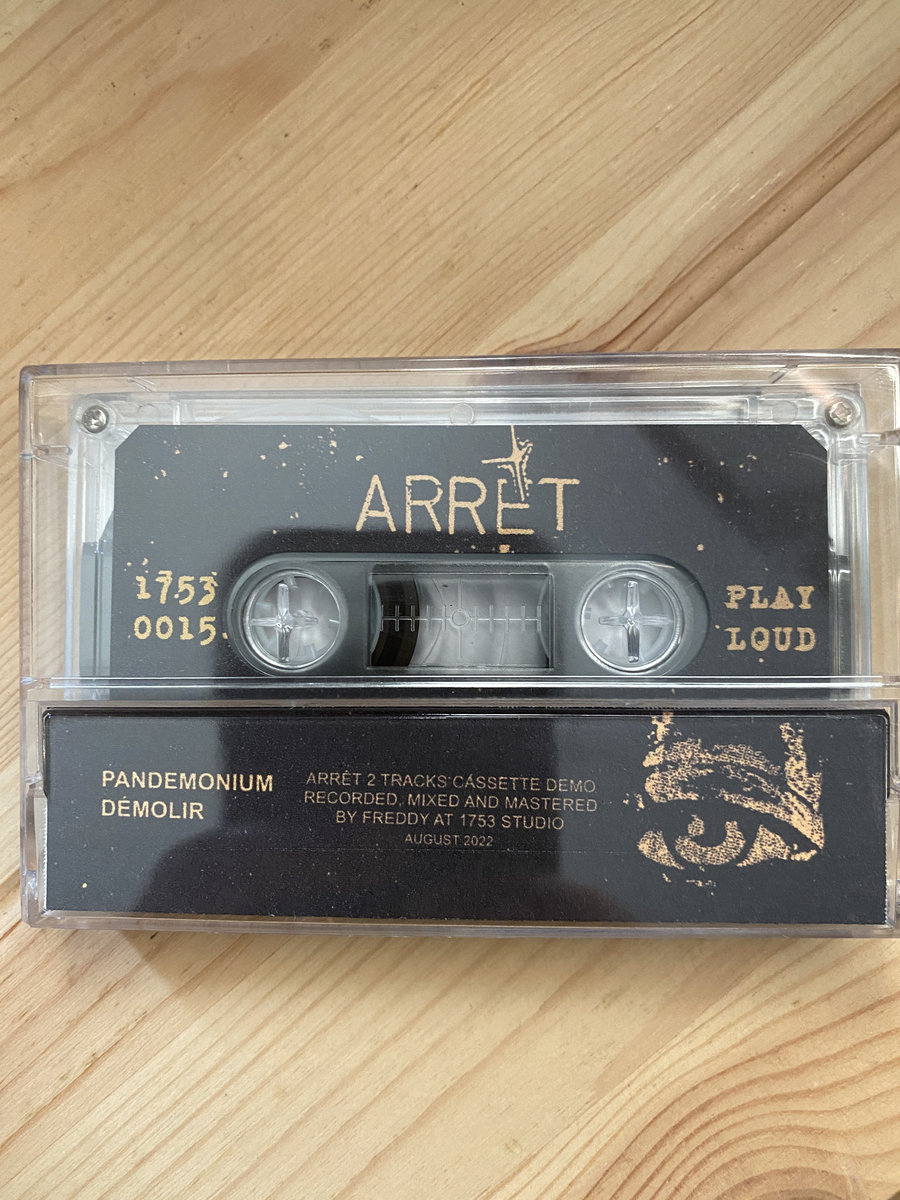 ARRÊT
1753
0015
PLAY
LOUD
PANDEMONIUM
DÉMOLIR
ARRÊT 2 TRACKS CASSETTE DEMO
RECORDED, MIXED AND MASTERED
BY FREDDY AT 1753 STUDIO
AUGUST 2022